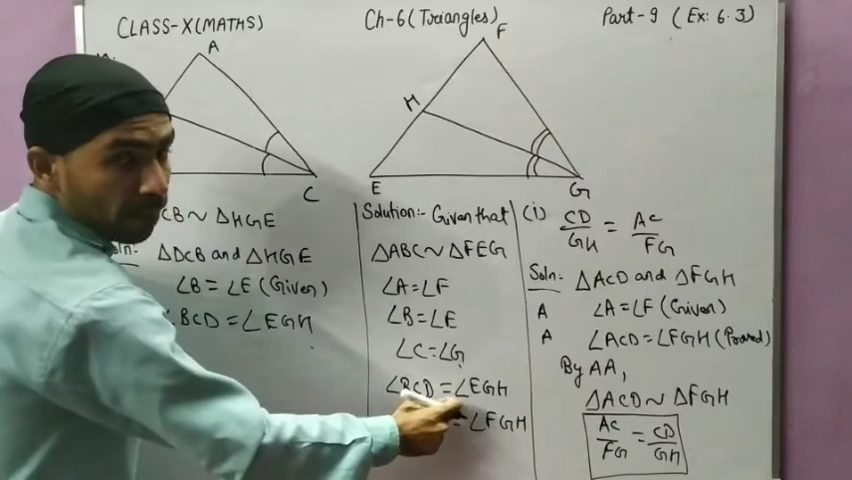 CLASS-X(MATHS)
Ch-6(Triangles)
Part-9 (Ex: 6.3)
A
C
F
H
E
G
CB ~ ΔHGE
Soln:
ΔDCB and ΔHGE
∠B = ∠E (Given)
∠BCD = ∠EGH
Solution:- Given that
ΔABC ~ ΔFEG
∠A = ∠F
∠B = ∠E
∠C = ∠G
∠BCD = ∠EGH
= ∠FGH
(i) CD/GH = AC/FG
Soln: ΔACD and ΔFGH
A ∠A = ∠F (Given)
A ∠ACD = ∠FGH (Proved)
By AA,
ΔACD ~ ΔFGH
AC/FG = CD/GH